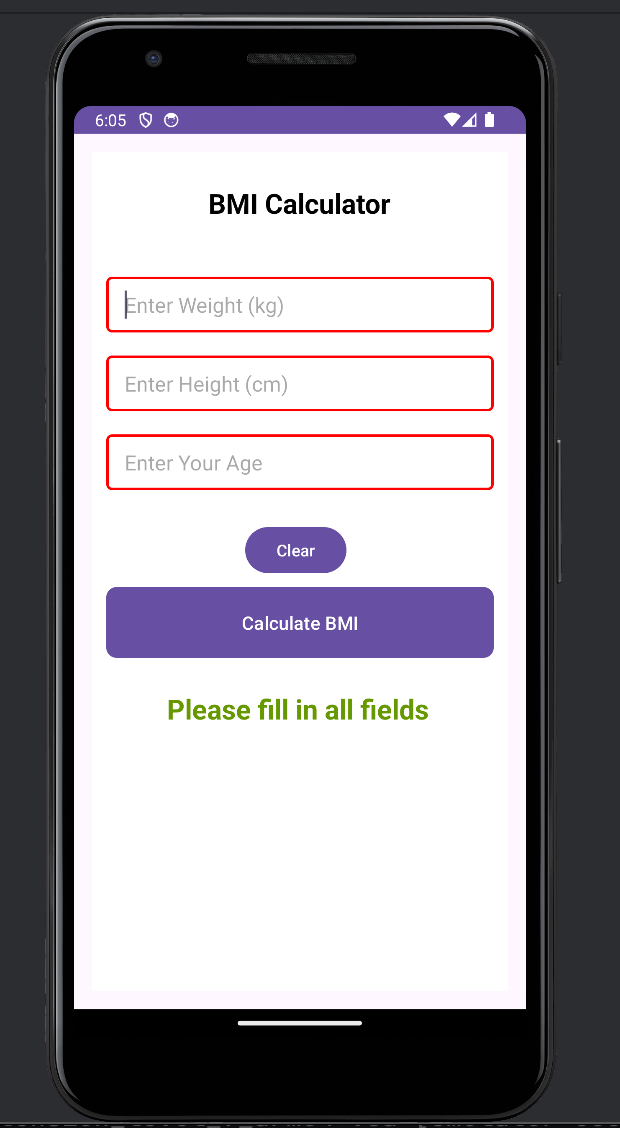 6:05
BMI Calculator
Enter Weight (kg)
Enter Height (cm)
Enter Your Age
Clear
Calculate BMI
Please fill in all fields